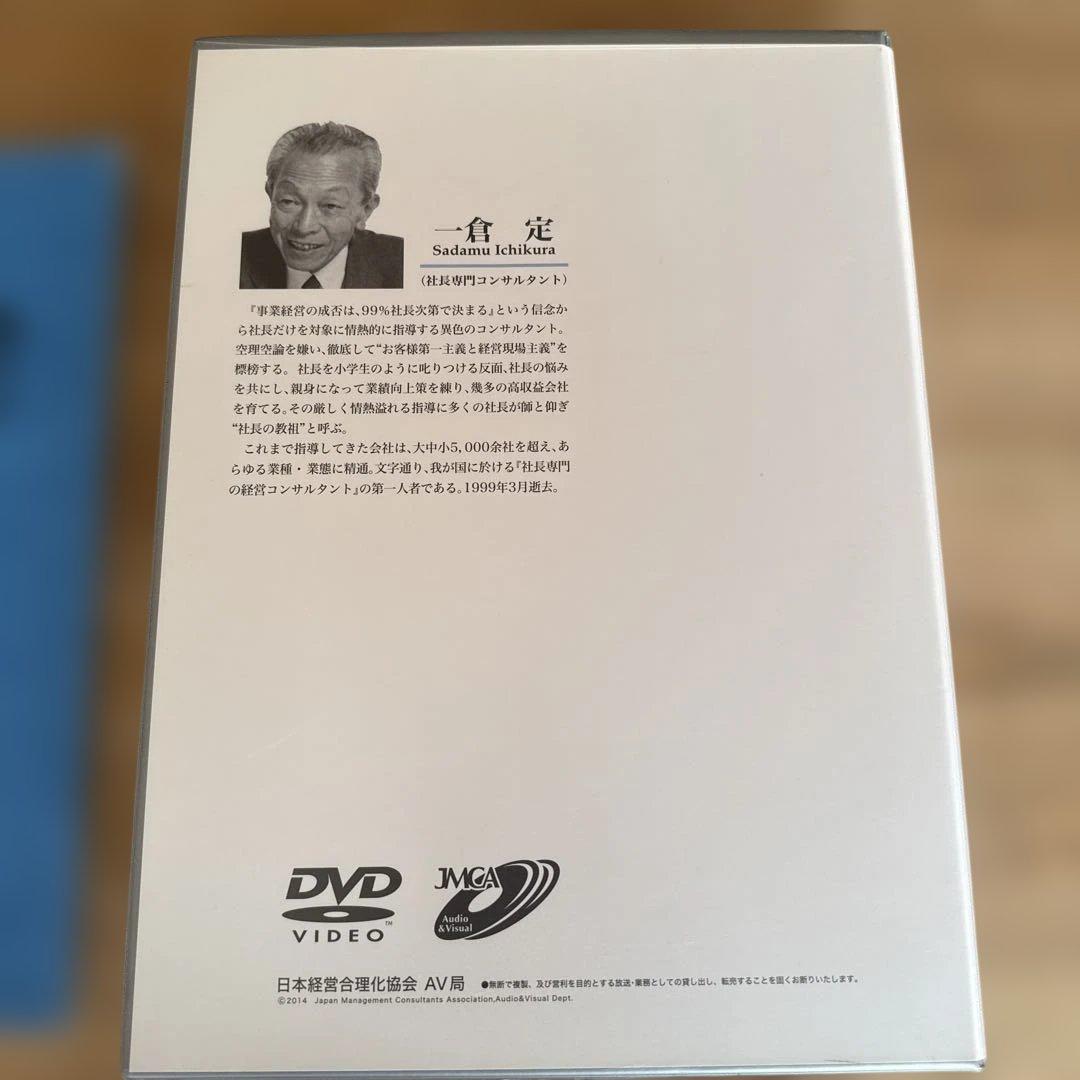 一倉 定
Sadamu Ichikura
（社長専門コンサルタント）
『事業経営の成否は、99%社長次第で決まる』という信念か
ら社長だけを対象に情熱的に指導する異色のコンサルタント。
空理空論を嫌い、徹底して“お客様第一主義と経営現場主義”を
標榜する。 社長を小学生のように叱りつける反面、社長の悩み
を共にし、親身になって業績向上策を練り、幾多の高収益会社
を育てる。その厳しく情熱溢れる指導に多くの社長が師と仰ぎ
“社長の教祖”と呼ぶ。
これまで指導してきた会社は、大中小5,000余社を超え、あ
らゆる業種・業態に精通。文字通り、我が国に於ける『社長専門
の経営コンサルタント』の第一人者である。1999年3月逝去。
DVD
VIDEO
TM
JMCA
Audio
&Visual
日本経営合理化協会 AV局 ●無断で複製、及び営利を目的とする放送・業務としての貸し出し、転売することを固くお断りいたします。
©2014 Japan Management Consultants Association,Audio&Visual Dept.